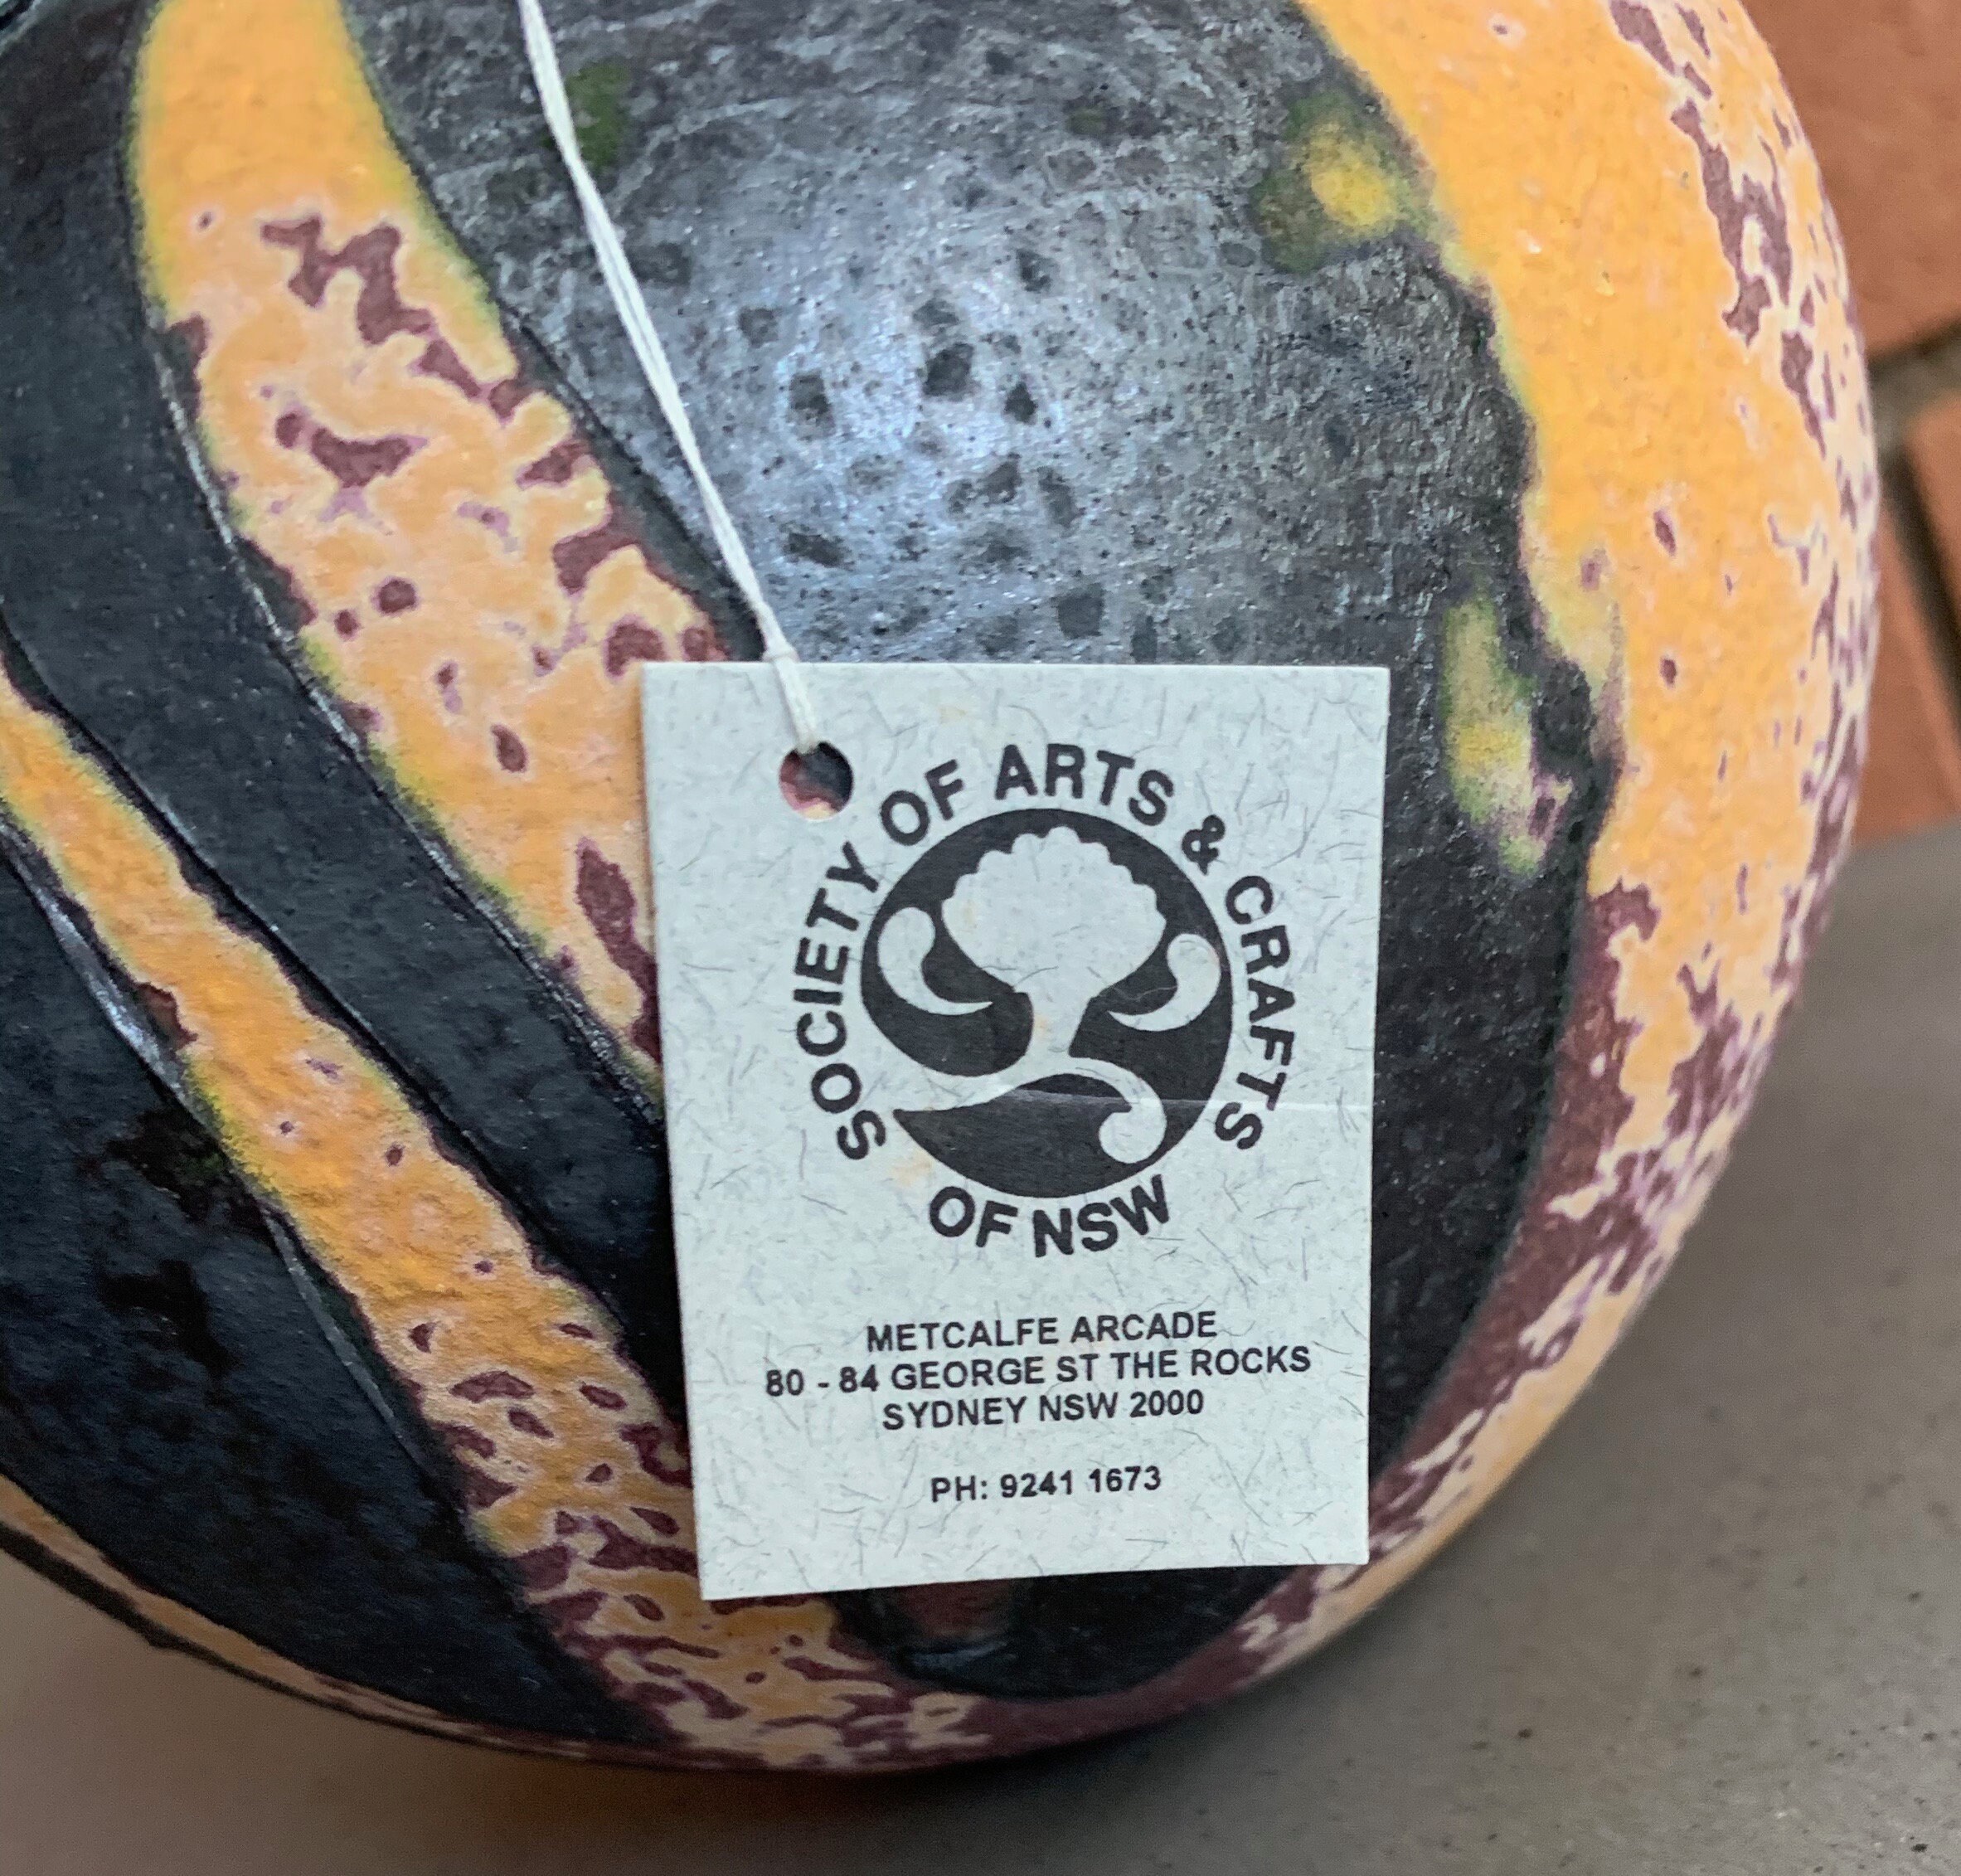 SOCIETY OF ARTS & CRAFTS
OF NSW
METCALFE ARCADE
80 - 84 GEORGE ST THE ROCKS
SYDNEY NSW 2000
PH: 9241 1673